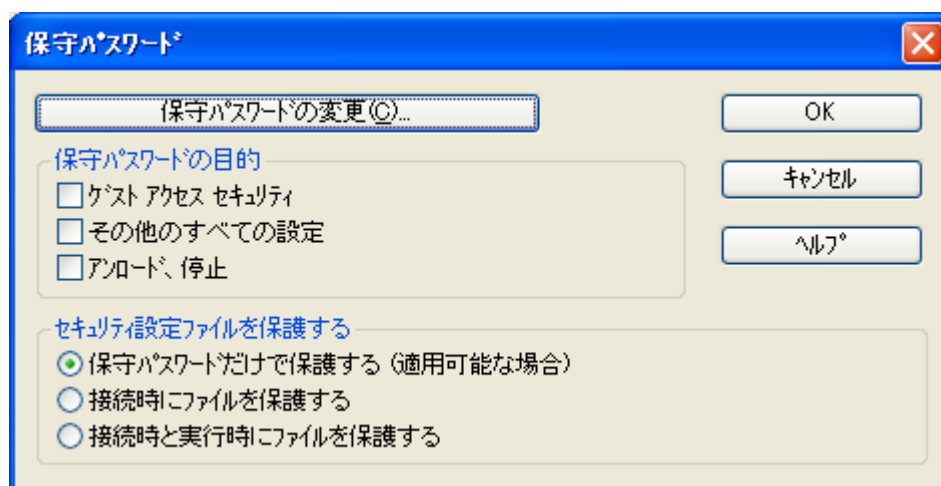 保守ﾊﾟｽﾜｰﾄﾞ
保守ﾊﾟｽﾜｰﾄﾞの変更(C)...
OK
保守ﾊﾟｽﾜｰﾄﾞの目的
ｹﾞｽﾄ ｱｸｾｽ ｾｷｭﾘﾃｨ
キャンセル
その他のすべての設定
ﾍﾙﾌﾟ
ｱﾝﾛｰﾄﾞ、停止
セキュリティ設定ファイルを保護する
保守ﾊﾟｽﾜｰﾄﾞだけで保護する (適用可能な場合)
接続時にファイルを保護する
接続時と実行時にファイルを保護する